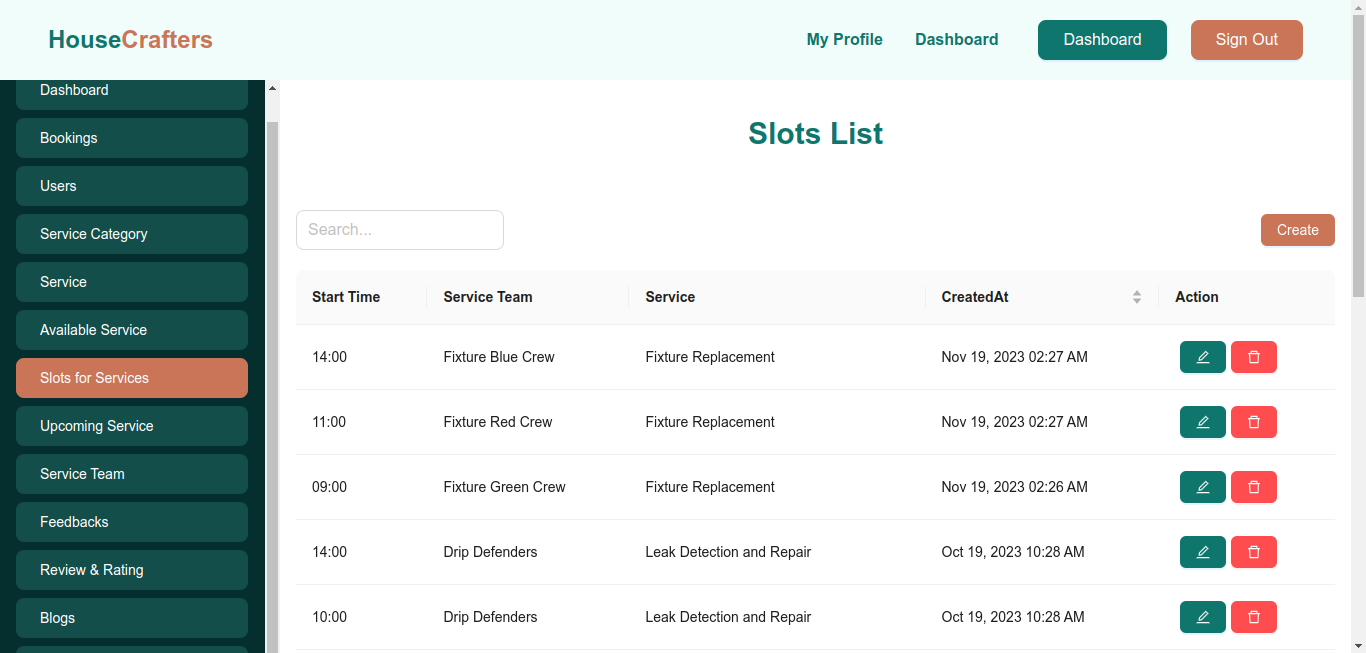 HouseCrafters
My Profile Dashboard Dashboard Sign Out
Dashboard
Bookings
Users
Service Category
Service
Available Service
Slots for Services
Upcoming Service
Service Team
Feedbacks
Review & Rating
Blogs
Slots List
Search...
Create
Start Time Service Team Service CreatedAt Action
14:00 Fixture Blue Crew Fixture Replacement Nov 19, 2023 02:27 AM
11:00 Fixture Red Crew Fixture Replacement Nov 19, 2023 02:27 AM
09:00 Fixture Green Crew Fixture Replacement Nov 19, 2023 02:26 AM
14:00 Drip Defenders Leak Detection and Repair Oct 19, 2023 10:28 AM
10:00 Drip Defenders Leak Detection and Repair Oct 19, 2023 10:28 AM